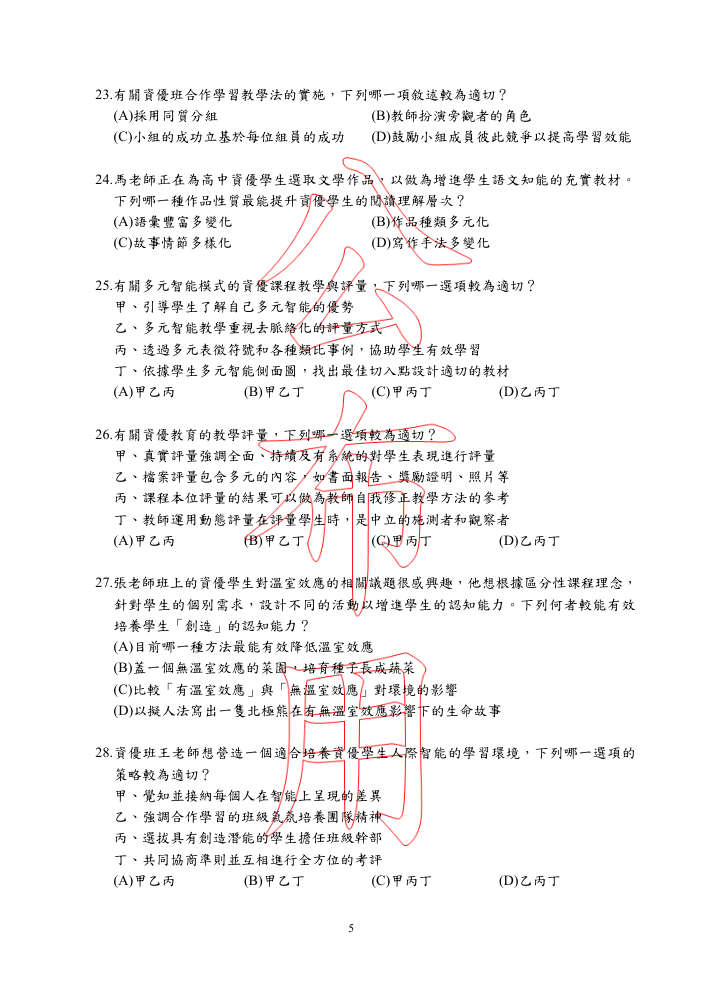 23.有關資優班合作學習教學法的實施，下列哪一項敘述較為適切？
(A)採用同質分組 (B)教師扮演旁觀者的角色
(C)小組的成功立基於每位組員的成功 (D)鼓勵小組成員彼此競爭以提高學習效能
24.馬老師正在為高中資優學生選取文學作品，以做為增進學生語文知能的充實教材。
下列哪一種作品性質最能提升資優學生的閱讀理解層次？
(A)語彙豐富多變化 (B)作品種類多元化
(C)故事情節多樣化 (D)寫作手法多變化
25.有關多元智能模式的資優課程教學與評量，下列哪一選項較為適切？
甲、引導學生了解自己多元智能的優勢
乙、多元智能教學重視去脈絡化的評量方式
丙、透過多元表徵符號和各種類比事例，協助學生有效學習
丁、依據學生多元智能側面圖，找出最佳切入點設計適切的教材
(A)甲乙丙 (B)甲乙丁 (C)甲丙丁 (D)乙丙丁
26.有關資優教育的教學評量，下列哪一選項較為適切？
甲、真實評量強調全面、持續及有系統的對學生表現進行評量
乙、檔案評量包含多元的內容，如書面報告、獎勵證明、照片等
丙、課程本位評量的結果可以做為教師自我修正教學方法的參考
丁、教師運用動態評量在評量學生時，是中立的施測者和觀察者
(A)甲乙丙 (B)甲乙丁 (C)甲丙丁 (D)乙丙丁
27.張老師班上的資優學生對溫室效應的相關議題很感興趣，他想根據區分性課程理念，
針對學生的個別需求，設計不同的活動以增進學生的認知能力。下列何者較能有效
培養學生「創造」的認知能力？
(A)目前哪一種方法最能有效降低溫室效應
(B)蓋一個無溫室效應的菜園，培育種子長成蔬菜
(C)比較「有溫室效應」與「無溫室效應」對環境的影響
(D)以擬人法寫出一隻北極熊在有無溫室效應影響下的生命故事
28.資優班王老師想營造一個適合培養資優學生人際智能的學習環境，下列哪一選項的
策略較為適切？
甲、覺知並接納每個人在智能上呈現的差異
乙、強調合作學習的班級氣氛培養團隊精神
丙、選拔具有創造潛能的學生擔任班級幹部
丁、共同協商準則並互相進行全方位的考評
(A)甲乙丙 (B)甲乙丁 (C)甲丙丁 (D)乙丙丁
5
公布用